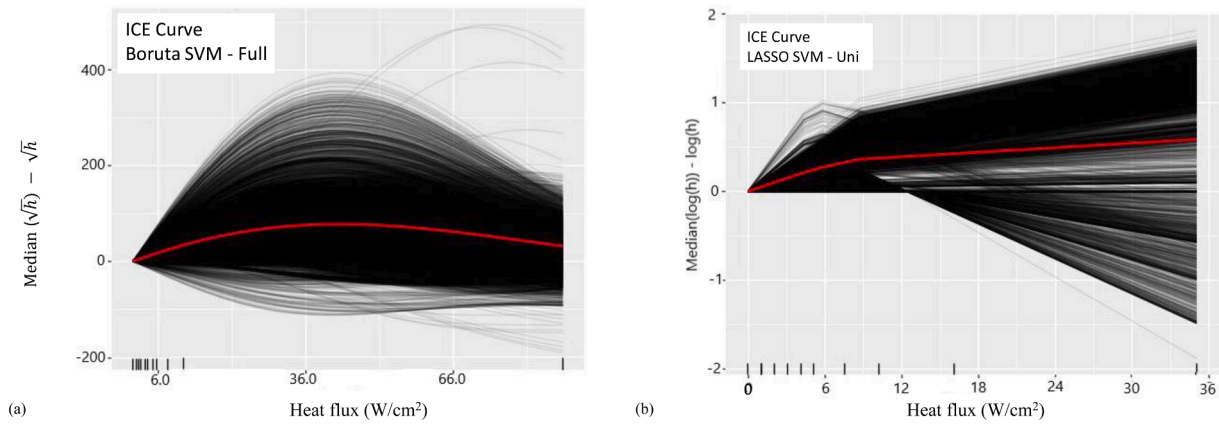 ICE Curve
Boruta SVM - Full
400
200
0
-200
6.0
36.0
66.0
Median (√h) − √h
Heat flux (W/cm²)
(a)
ICE Curve
LASSO SVM - Uni
2
1
0
-1
-2
0
6
12
18
24
30
36
Median(log(h)) - log(h)
Heat flux (W/cm²)
(b)